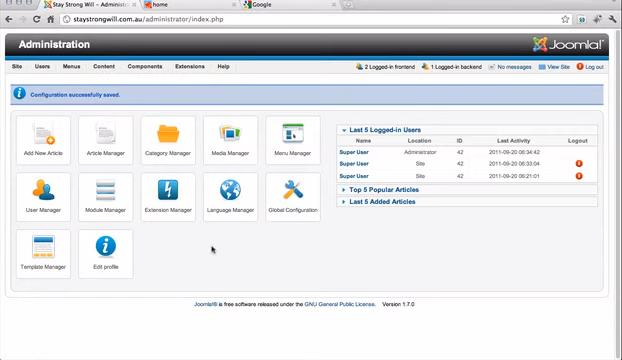 Stay Strong Will - Administra
home
Google
staystrongwill.com.au/administrator/index.php
Administration
Joomla!
Site Users Menus Content Components Extensions Help
2 Logged-in frontend 1 Logged-in backend No messages View Site Log out
Configuration successfully saved.
Add New Article
Article Manager
Category Manager
Media Manager
Menu Manager
User Manager
Module Manager
Extension Manager
Language Manager
Global Configuration
Template Manager
Edit profile
Last 5 Logged-in Users
Name Location ID Last Activity Logout
Super User Administrator 42 2011-09-20 06:34:42
Super User Site 42 2011-09-20 06:33:04
Super User Site 42 2011-09-20 06:21:01
Top 5 Popular Articles
Last 5 Added Articles
Joomla!® is free software released under the GNU General Public License. Version 1.7.0